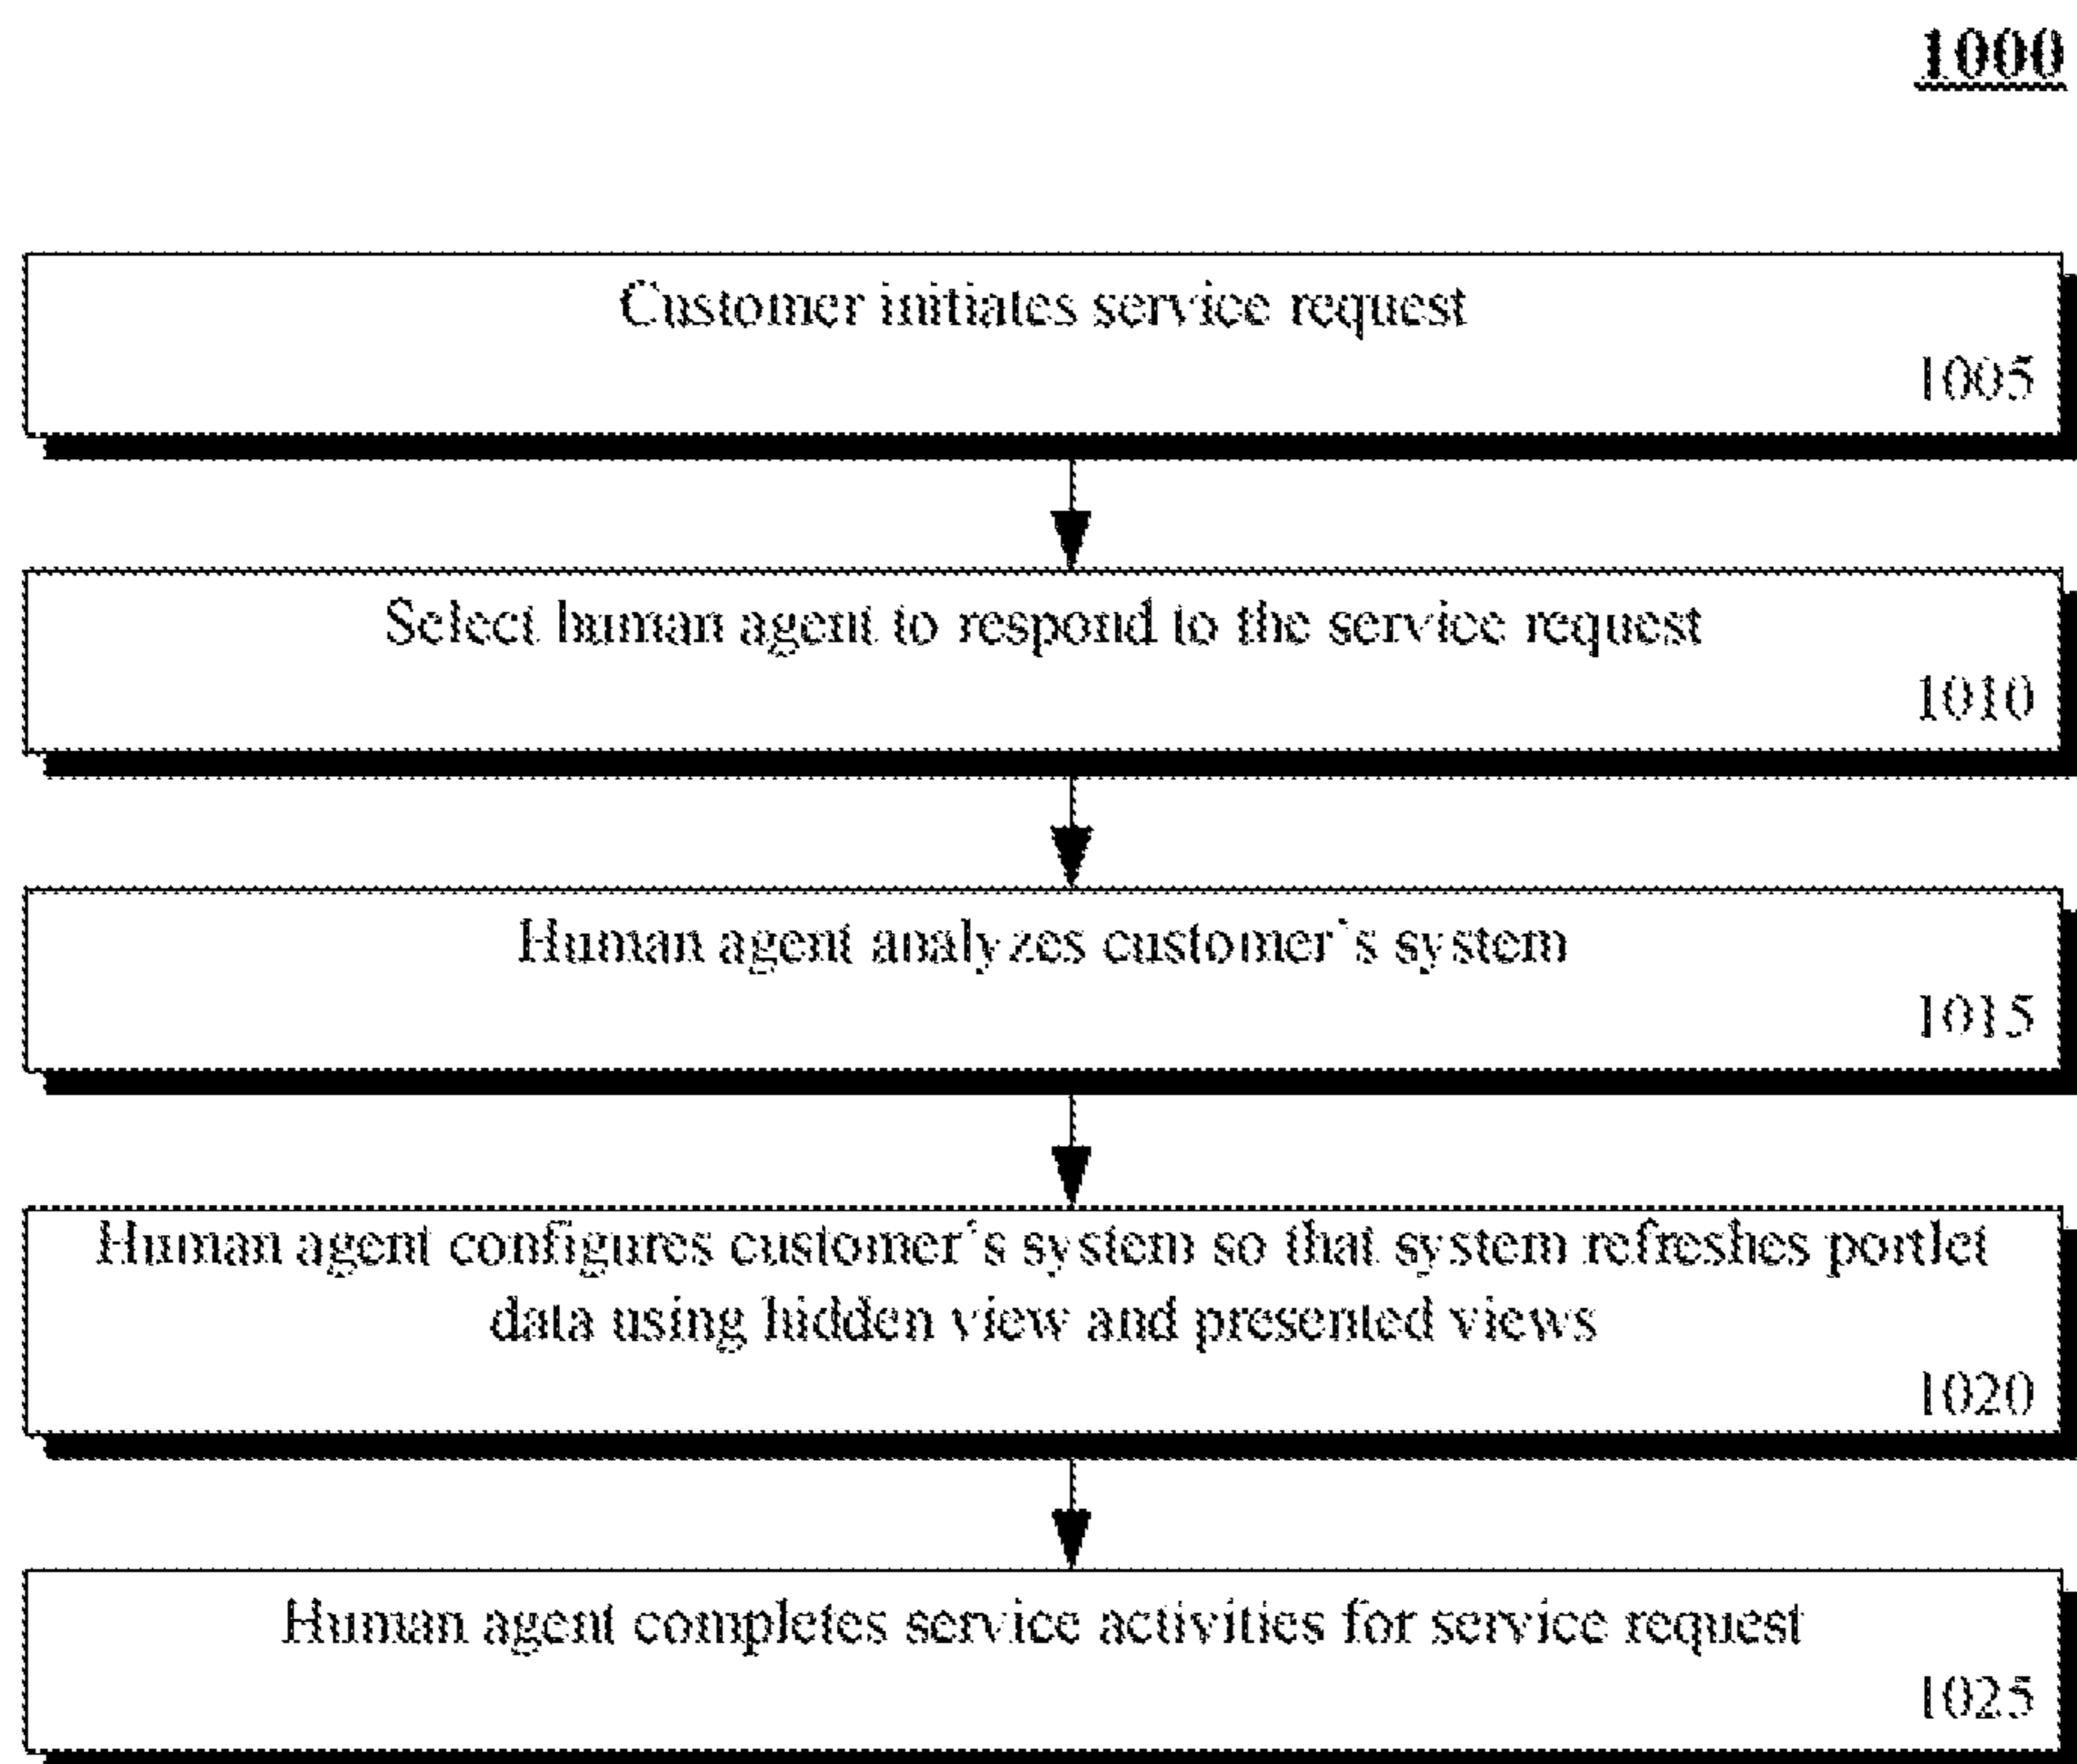 1000
Customer initiates service request
1005
Select human agent to respond to the service request
1010
Human agent analyzes customer's system
1015
Human agent configures customer's system so that system refreshes portlet
data using hidden view and presented views
1020
Human agent completes service activities for service request
1025